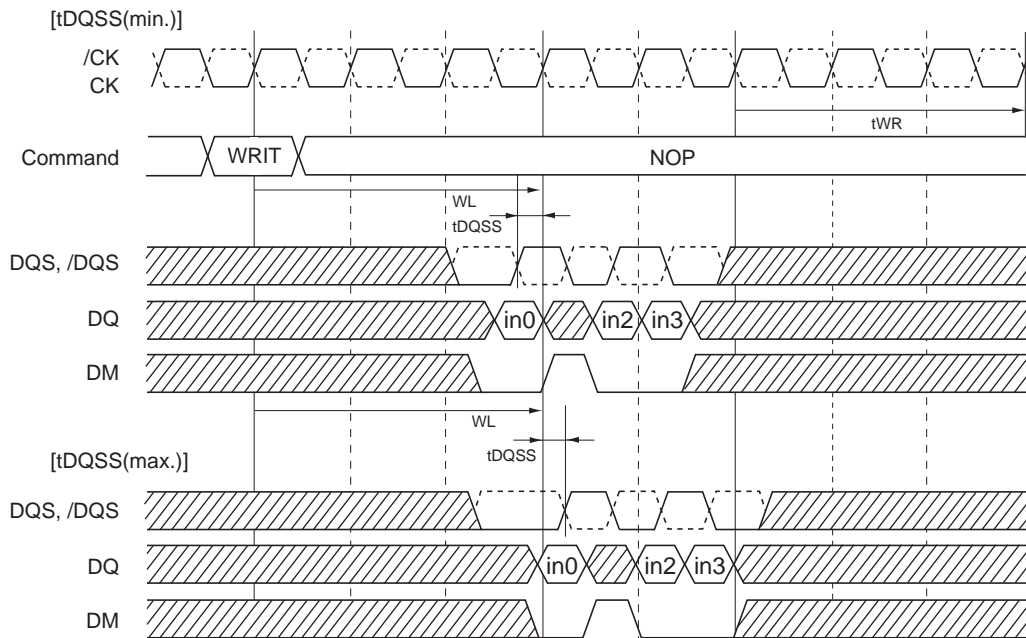 [tDQSS(min.)]
/CK
CK
tWR
Command WRIT NOP
WL
tDQSS
DQS, /DQS
DQ in0 in2 in3
DM
WL
tDQSS
[tDQSS(max.)]
DQS, /DQS
DQ in0 in2 in3
DM